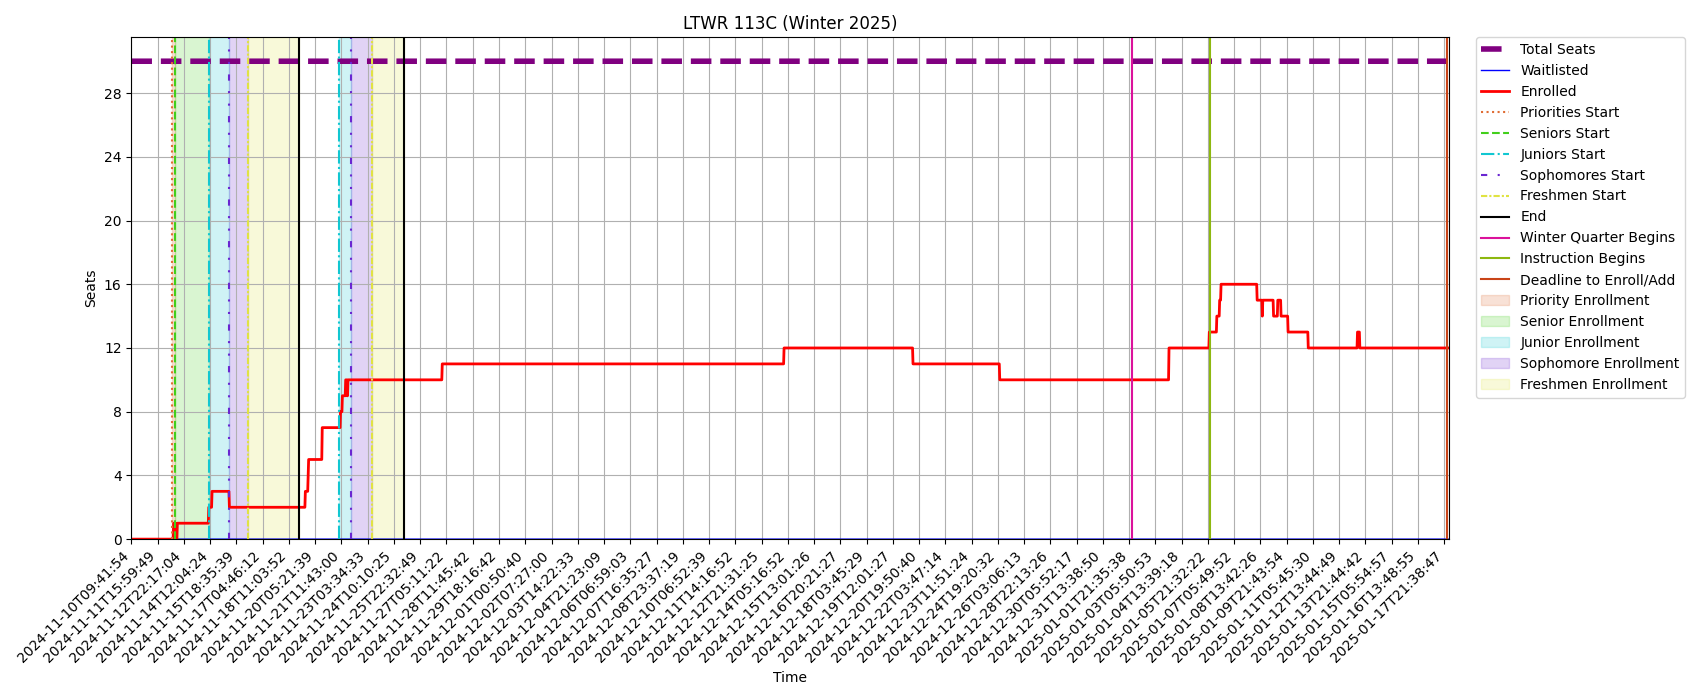 LTWR 113C (Winter 2025)
Seats
28
24
20
16
12
8
4
0
2024-11-10T09:41:54
2024-11-11T15:59:49
2024-11-12T22:17:04
2024-11-14T12:04:24
2024-11-15T18:35:39
2024-11-17T04:46:12
2024-11-18T11:03:52
2024-11-20T05:21:39
2024-11-21T11:43:00
2024-11-23T03:34:33
2024-11-24T10:10:25
2024-11-25T22:32:49
2024-11-27T05:11:22
2024-11-28T11:45:42
2024-11-29T18:16:42
2024-12-01T00:50:40
2024-12-02T07:27:00
2024-12-03T14:22:33
2024-12-04T21:23:09
2024-12-06T06:59:03
2024-12-07T16:35:27
2024-12-08T23:37:19
2024-12-10T06:52:39
2024-12-11T14:16:52
2024-12-12T21:31:25
2024-12-14T05:16:52
2024-12-15T13:01:26
2024-12-16T20:21:27
2024-12-18T03:45:29
2024-12-19T12:01:27
2024-12-20T19:50:40
2024-12-22T03:47:14
2024-12-23T11:51:24
2024-12-24T19:20:32
2024-12-26T03:06:13
2024-12-28T22:13:26
2024-12-30T05:52:17
2024-12-31T13:38:50
2025-01-01T21:35:38
2025-01-03T05:50:53
2025-01-04T13:39:18
2025-01-05T21:32:22
2025-01-07T05:49:52
2025-01-08T13:42:26
2025-01-09T21:43:54
2025-01-11T05:45:30
2025-01-12T13:44:49
2025-01-13T21:44:42
2025-01-15T05:54:57
2025-01-16T13:48:55
2025-01-17T21:38:47
Time
Total Seats
Waitlisted
Enrolled
Priorities Start
Seniors Start
Juniors Start
Sophomores Start
Freshmen Start
End
Winter Quarter Begins
Instruction Begins
Deadline to Enroll/Add
Priority Enrollment
Senior Enrollment
Junior Enrollment
Sophomore Enrollment
Freshmen Enrollment